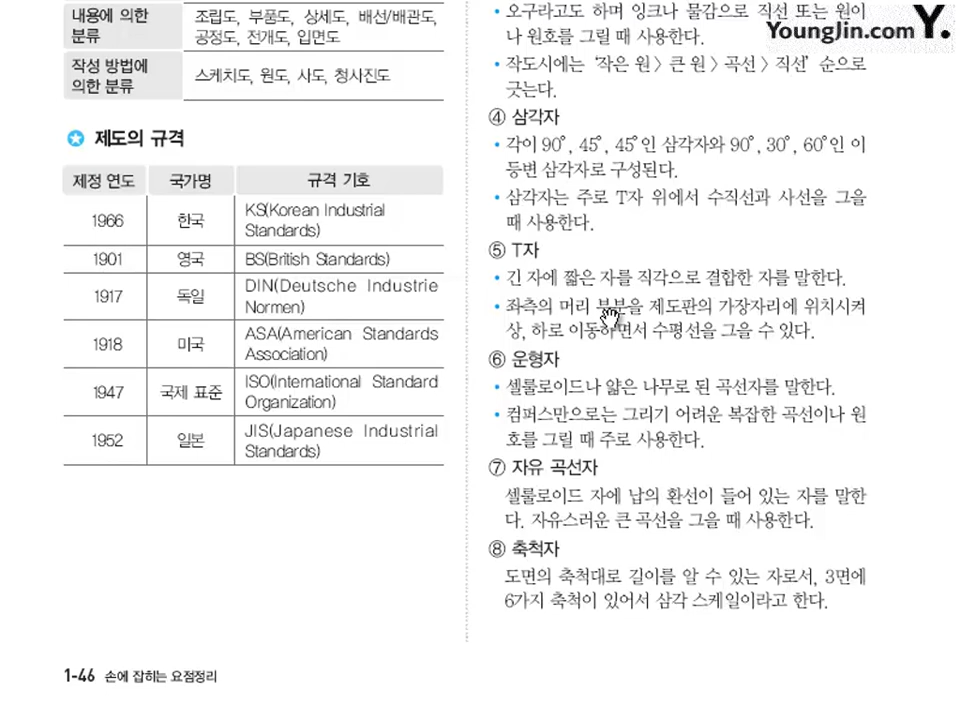 내용에 의한
분류
조립도, 부품도, 상세도, 배선/배관도,
공정도, 전개도, 입면도
작성 방법에
의한 분류
스케치도, 원도, 사도, 청사진도
제도의 규격
제정 연도 국가명 규격 기호
1966 한국 KS(Korean Industrial
Standards)
1901 영국 BS(British Standards)
1917 독일 DIN(Deutsche Industrie
Normen)
1918 미국 ASA(American Standards
Association)
1947 국제 표준 ISO(International Standard
Organization)
1952 일본 JIS(Japanese Industrial
Standards)
1-46 손에 잡히는 요점정리
• 오구라고도 하며 잉크나 물감으로 직선 또는 원이
나 원호를 그릴 때 사용한다.
• 작도시에는 '작은 원 > 큰 원 > 곡선 > 직선' 순으로
긋는다.
④ 삼각자
• 각이 90°, 45°, 45°인 삼각자와 90°, 30°, 60°인 이
등변 삼각자로 구성된다.
• 삼각자는 주로 T자 위에서 수직선과 사선을 그을
때 사용한다.
⑤ T자
• 긴 자에 짧은 자를 직각으로 결합한 자를 말한다.
• 좌측의 머리 부분을 제도판의 가장자리에 위치시켜
상, 하로 이동하면서 수평선을 그을 수 있다.
⑥ 운형자
• 셀룰로이드나 얇은 나무로 된 곡선자를 말한다.
• 컴퍼스만으로는 그리기 어려운 복잡한 곡선이나 원
호를 그릴 때 주로 사용한다.
⑦ 자유 곡선자
셀룰로이드 자에 납의 환선이 들어 있는 자를 말한
다. 자유스러운 큰 곡선을 그을 때 사용한다.
⑧ 축척자
도면의 축척대로 길이를 알 수 있는 자로서, 3면에
6가지 축척이 있어서 삼각 스케일이라고 한다.
YoungJin.com Y.